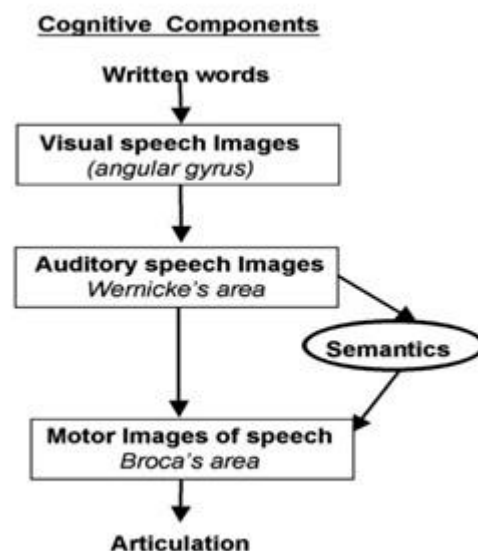 Cognitive Components
Written words
Visual speech Images
(angular gyrus)
Auditory speech Images
Wernicke's area
Semantics
Motor Images of speech
Broca's area
Articulation